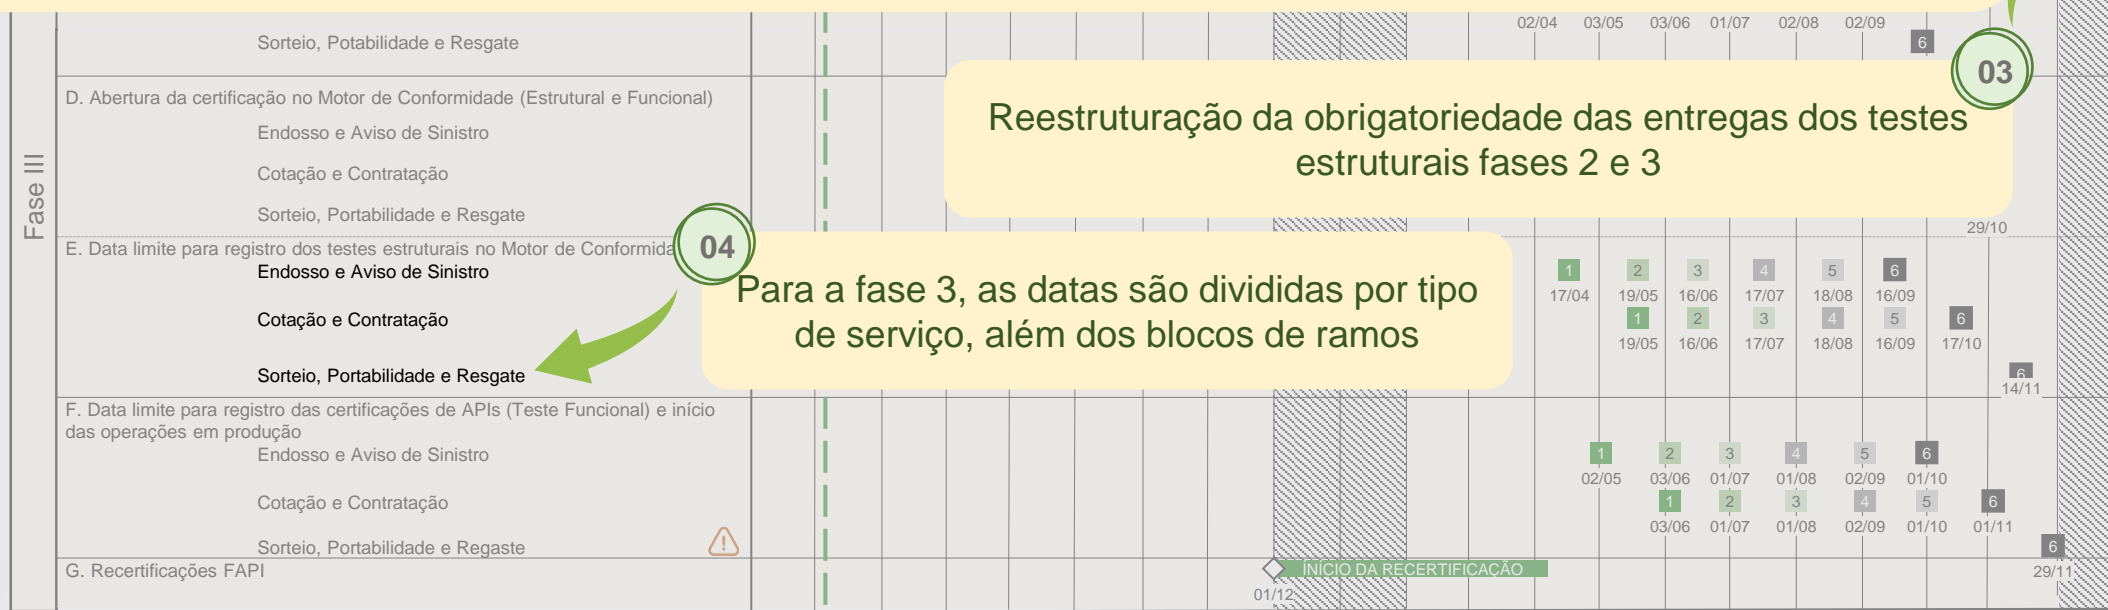 02/04 03/05 03/06 01/07 02/08 02/09
Sorteio, Potabilidade e Resgate
6
03
D. Abertura da certificação no Motor de Conformidade (Estrutural e Funcional)
Reestruturação da obrigatoriedade das entregas dos testes
estruturais fases 2 e 3
Endosso e Aviso de Sinistro
Cotação e Contratação
Sorteio, Portabilidade e Resgate
Fase III
29/10
E. Data limite para registro dos testes estruturais no Motor de
04
Para a fase 3, as datas são divididas por tipo
de serviço, além dos blocos de ramos
Endosso e Aviso de Sinistro
1 2 3 4 5 6
17/04 19/05 16/06 17/07 18/08 16/09
Cotação e Contratação
1 2 3 4 5 6
19/05 16/06 17/07 18/08 16/09 17/10
Sorteio, Portabilidade e Resgate
6
14/11
F. Data limite para registro das certificações de APIs (Teste Funcional) e início
das operações em produção
Endosso e Aviso de Sinistro
1 2 3 4 5 6
02/05 03/06 01/07 01/08 02/09 01/10
Cotação e Contratação
1 2 3 4 5 6
03/06 01/07 01/08 02/09 01/10 01/11
Sorteio, Portabilidade e Regaste
6
29/11
G. Recertificações FAPI
INÍCIO DA RECERTIFICAÇÃO
01/12